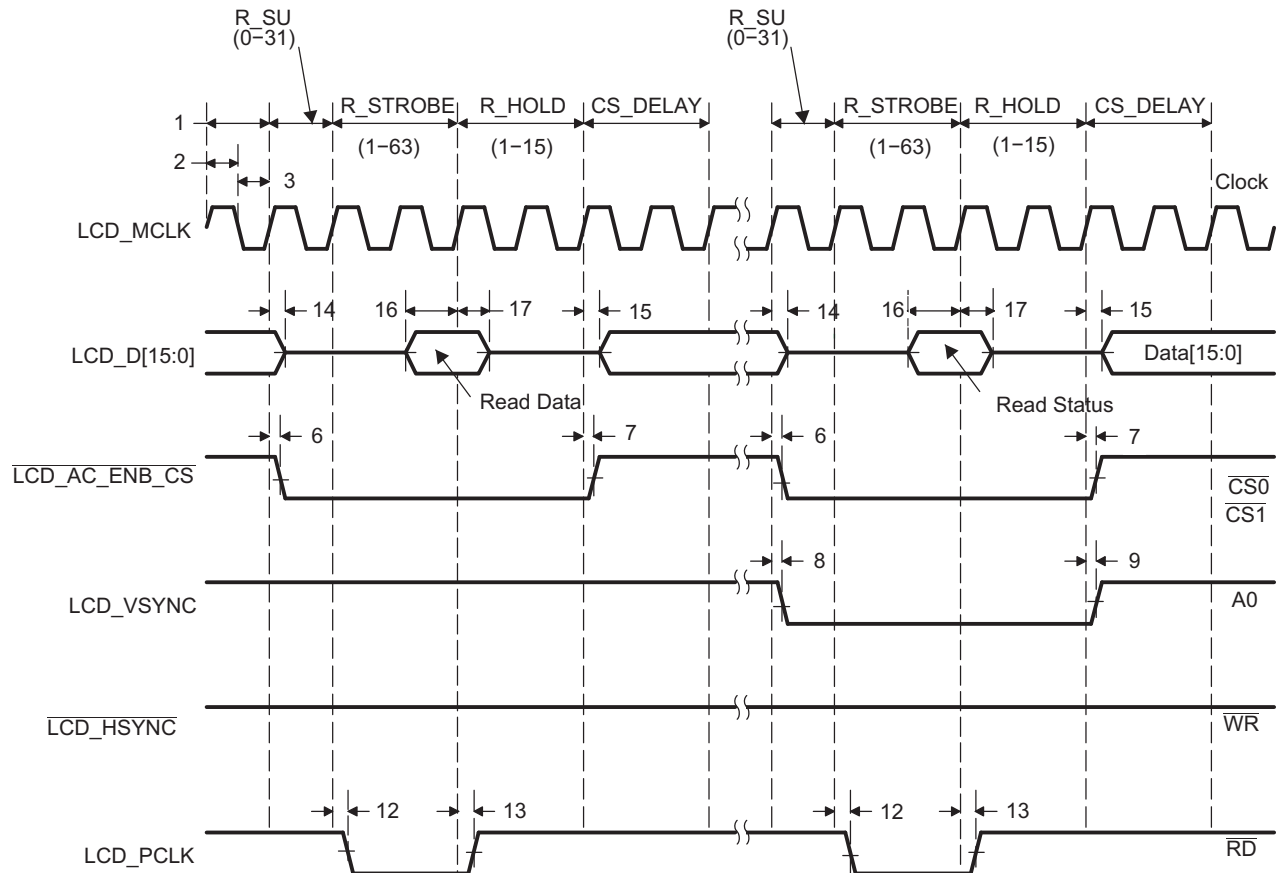 R_SU
(0−31)
R_SU
(0−31)
R_STROBE R_HOLD CS_DELAY R_STROBE R_HOLD CS_DELAY
1
(1−63) (1−15) (1−63) (1−15)
2
3 Clock
LCD_MCLK
14 16 17 15 14 16 17 15
LCD_D[15:0] Data[15:0]
Read Data Read Status
6 7 6 7
LCD_AC_ENB_CS CS0
CS1
8 9
LCD_VSYNC A0
LCD_HSYNC WR
12 13 12 13
LCD_PCLK RD